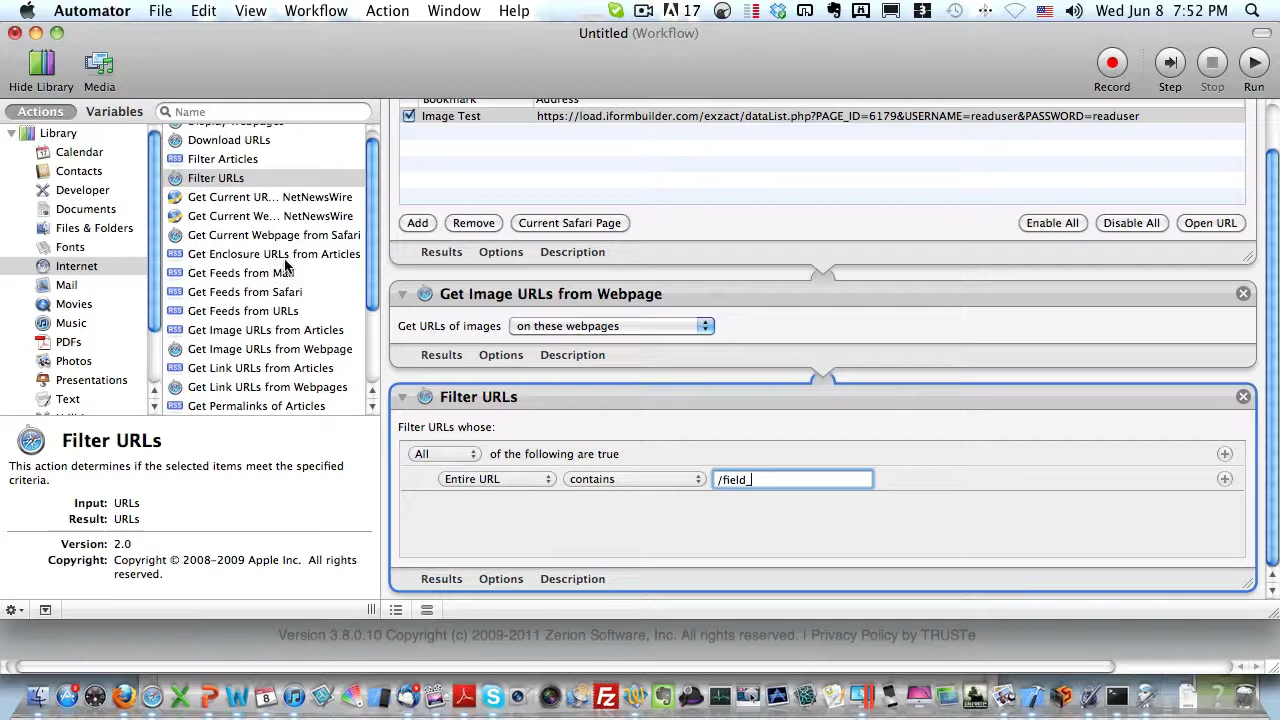 Automator File Edit View Workflow Action Window Help 17 3 Wed Jun 8 7:52 PM
Untitled (Workflow)
Hide Library Media Record Step Stop Run
Actions Variables Name
Library
Calendar
Contacts
Developer
Documents
Files & Folders
Fonts
Internet
Mail
Movies
Music
PDFs
Photos
Presentations
Text
Download URLs
RSS Filter Articles
Filter URLs
Get Current UR... NetNewsWire
Get Current We... NetNewsWire
Get Current Webpage from Safari
RSS Get Enclosure URLs from Articles
RSS Get Feeds from Mail
RSS Get Feeds from Safari
RSS Get Feeds from URLs
RSS Get Image URLs from Articles
Get Image URLs from Webpage
RSS Get Link URLs from Articles
Get Link URLs from Webpages
RSS Get Permalinks of Articles
Filter URLs
This action determines if the selected items meet the specified
criteria.
Input: URLs
Result: URLs
Version: 2.0
Copyright: Copyright © 2008-2009 Apple Inc. All rights
reserved.
Bookmark Address
Image Test https://load.iformbuilder.com/exzact/dataList.php?PAGE_ID=6179&USERNAME=readuser&PASSWORD=readuser
Add Remove Current Safari Page Enable All Disable All Open URL
Results Options Description
Get Image URLs from Webpage
Get URLs of images on these webpages
Results Options Description
Filter URLs
Filter URLs whose:
All of the following are true
Entire URL contains /field_
Results Options Description
Version 3.8.0.10 Copyright (c) 2009-2011 Zerion Software, Inc. All rights reserved. | Privacy Policy by TRUSTe